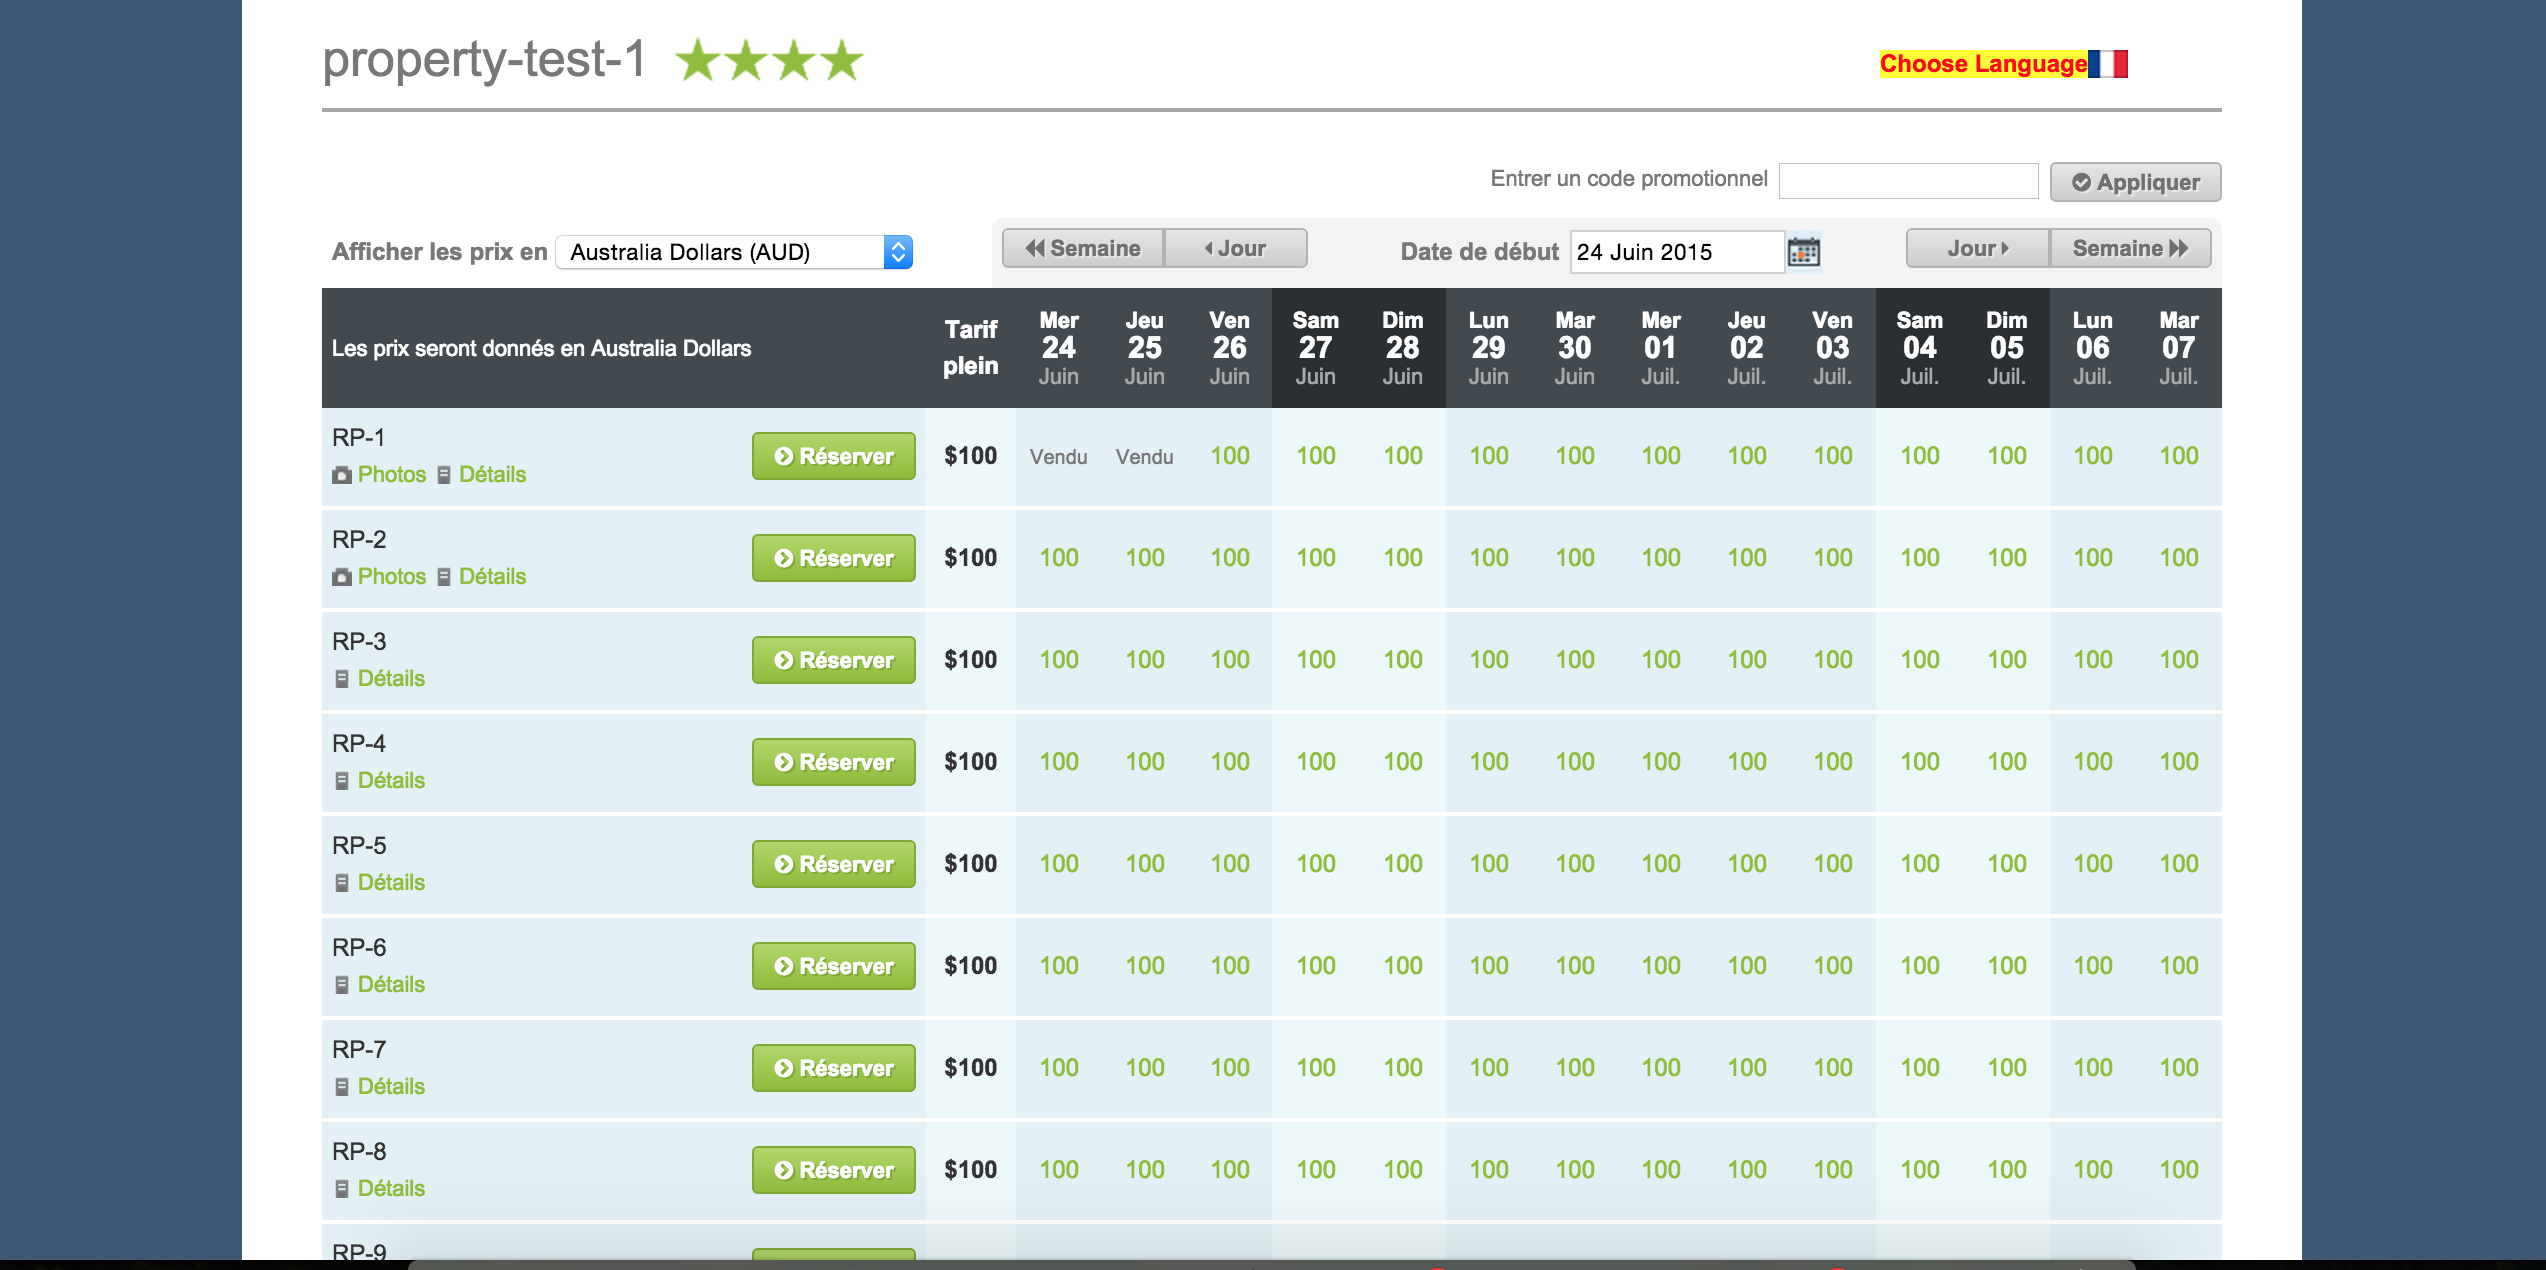 property-test-1
Choose Language
Entrer un code promotionnel Appliquer
Afficher les prix en Australia Dollars (AUD) Semaine Jour Date de début 24 Juin 2015 Jour Semaine
Les prix seront donnés en Australia Dollars Tarif plein Mer 24 Juin Jeu 25 Juin Ven 26 Juin Sam 27 Juin Dim 28 Juin Lun 29 Juin Mar 30 Juin Mer 01 Juil. Jeu 02 Juil. Ven 03 Juil. Sam 04 Juil. Dim 05 Juil. Lun 06 Juil. Mar 07 Juil.
RP-1
Photos Détails Réserver $100 Vendu Vendu 100 100 100 100 100 100 100 100 100 100 100 100
RP-2
Photos Détails Réserver $100 100 100 100 100 100 100 100 100 100 100 100 100 100 100
RP-3
Détails Réserver $100 100 100 100 100 100 100 100 100 100 100 100 100 100 100
RP-4
Détails Réserver $100 100 100 100 100 100 100 100 100 100 100 100 100 100 100
RP-5
Détails Réserver $100 100 100 100 100 100 100 100 100 100 100 100 100 100 100
RP-6
Détails Réserver $100 100 100 100 100 100 100 100 100 100 100 100 100 100 100
RP-7
Détails Réserver $100 100 100 100 100 100 100 100 100 100 100 100 100 100 100
RP-8
Détails Réserver $100 100 100 100 100 100 100 100 100 100 100 100 100 100 100
RP-9